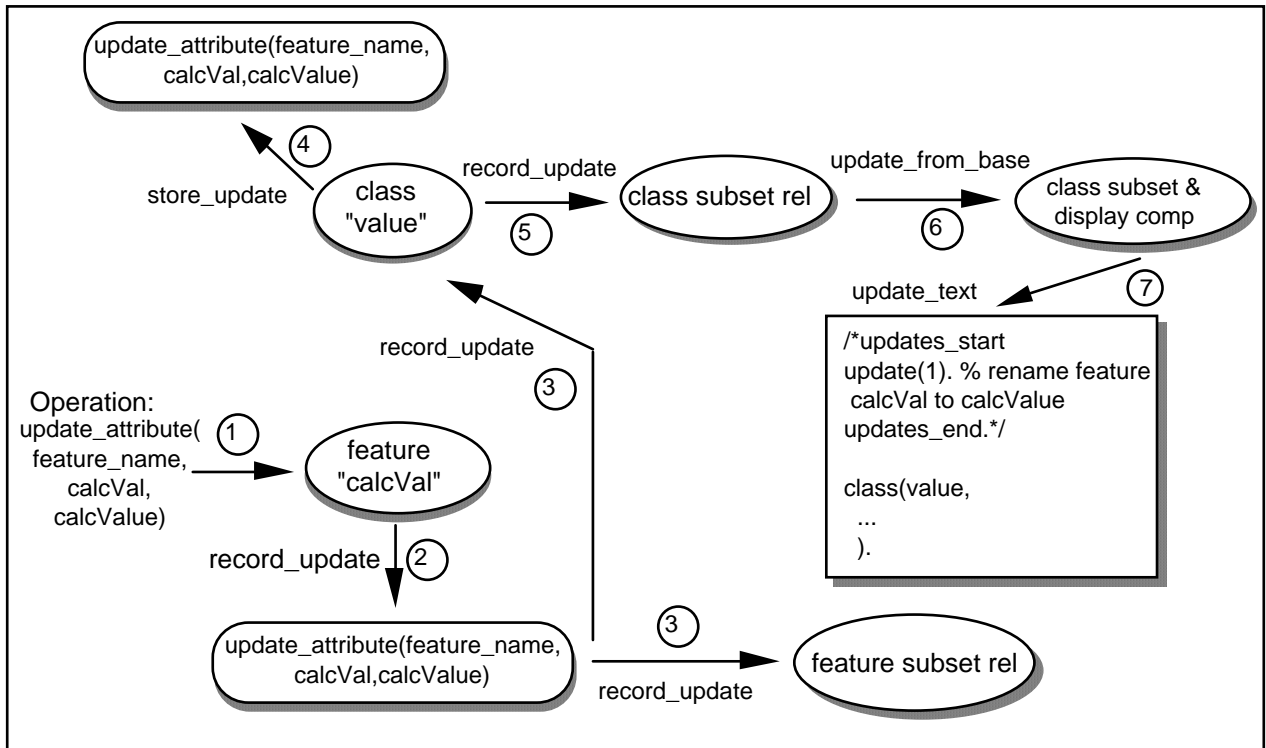 update_attribute(feature_name,
calcVal,calcValue)
4
store_update
class
"value"
record_update
5
class subset rel
update_from_base
6
class subset &
display comp
7
update_text
/*updates_start
update(1). % rename feature
calcVal to calcValue
updates_end.*/
class(value,
...
).
record_update
3
Operation:
update_attribute(
feature_name,
calcVal,
calcValue)
1
feature
"calcVal"
record_update
2
update_attribute(feature_name,
calcVal,calcValue)
3
record_update
feature subset rel